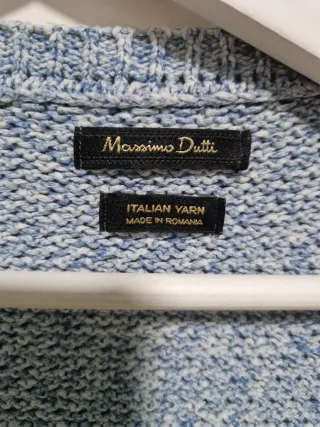 Massimo Dutti
ITALIAN YARN
MADE IN ROMANIA